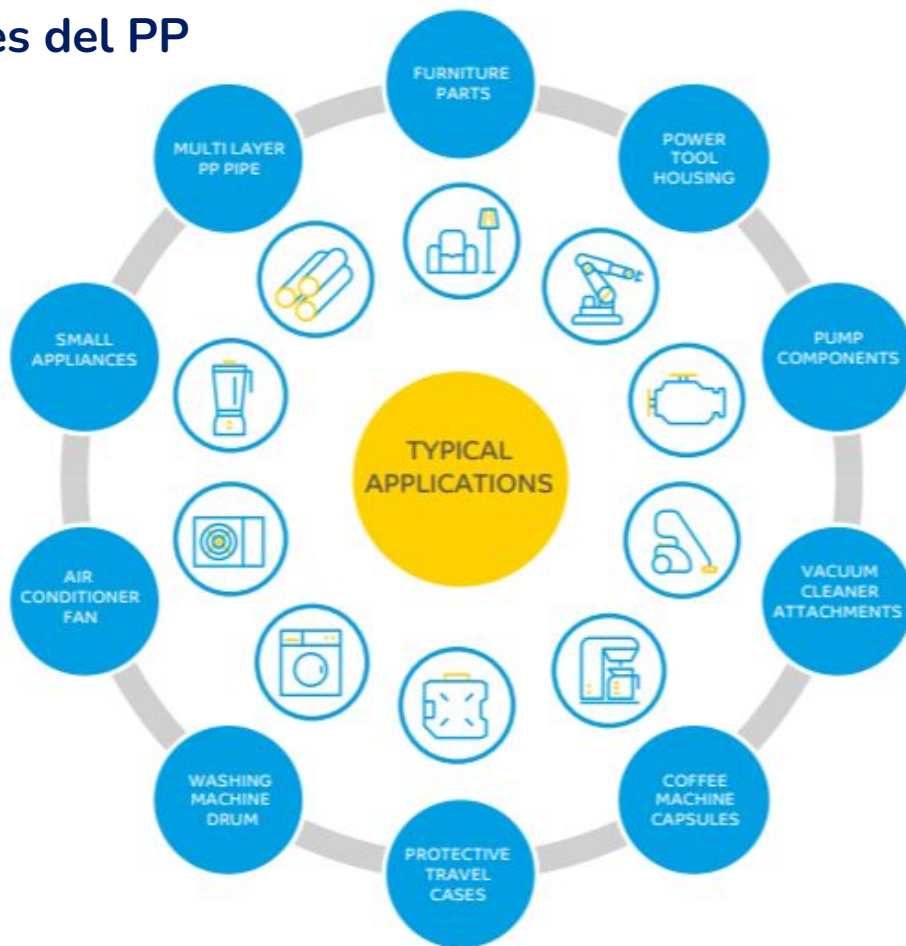 es del PP
FURNITURE
PARTS
POWER
TOOL
HOUSING
PUMP
COMPONENTS
VACUUM
CLEANER
ATTACHMENTS
COFFEE
MACHINE
CAPSULES
PROTECTIVE
TRAVEL
CASES
WASHING
MACHINE
DRUM
AIR
CONDITIONER
FAN
SMALL
APPLIANCES
MULTI LAYER
PP PIPE
TYPICAL
APPLICATIONS